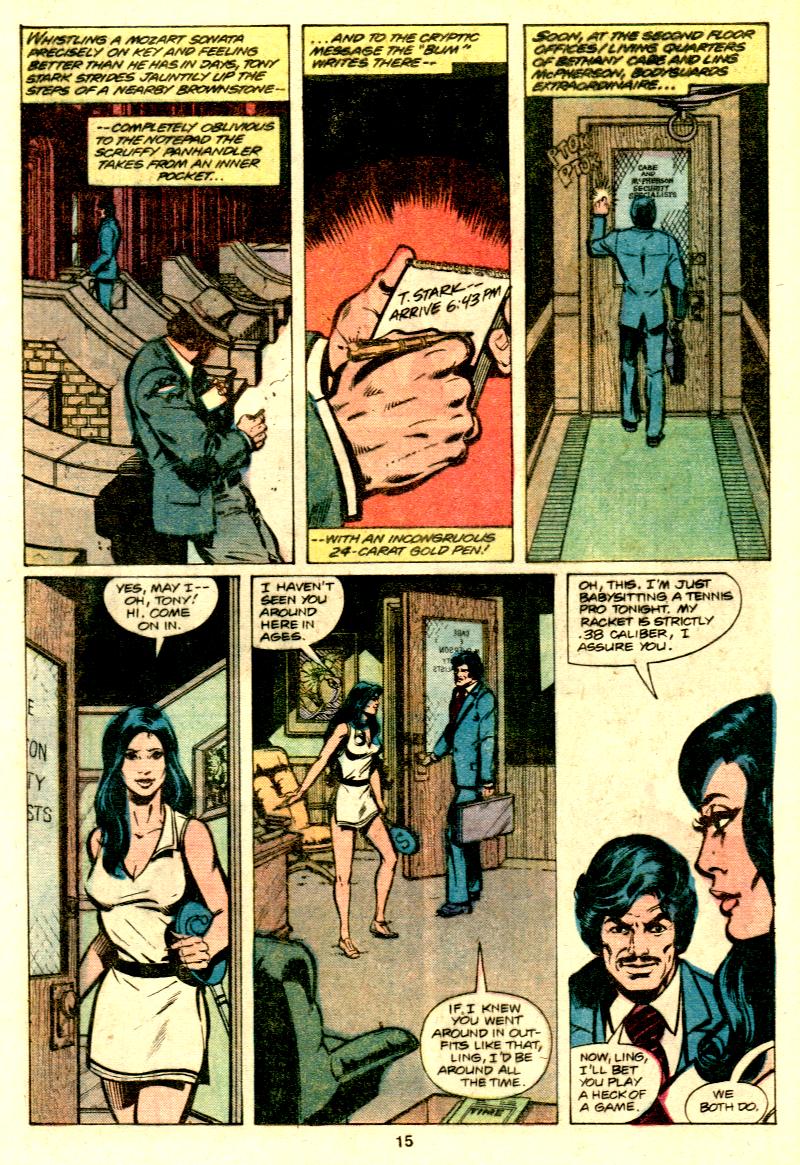 WHISTLING A MOZART SONATA
PRECISELY ON KEY AND FEELING
BETTER THAN HE HAS IN DAYS, TONY
STARK STRIDES JAUNTILY UP THE
STEPS OF A NEARBY BROWNSTONE--
--COMPLETELY OBLIVIOUS
TO THE NOTEPAD THE
SCRUFFY PANHANDLER
TAKES FROM AN INNER
POCKET...
...AND TO THE CRYPTIC
MESSAGE THE "BUM"
WRITES THERE--
T. STARK--
ARRIVE 6:43 PM
--WITH AN INCONGRUOUS
24-CARAT GOLD PEN!
SOON, AT THE SECOND FLOOR
OFFICES/LIVING QUARTERS
OF BETHANY CABE AND LING
McPHERSON, BODYGUARDS
EXTRAORDINAIRE...
PTOK
PTOK
CABE
AND
McPHERSON
SECURITY
SPECIALISTS
YES, MAY I--
OH, TONY!
HI. COME
ON IN.
E
ON
TY
STS
I HAVEN'T
SEEN YOU
AROUND
HERE IN
AGES.
CABE
&
PERSON
TY
ALISTS
IF I KNEW
YOU WENT
AROUND IN OUT-
FITS LIKE THAT,
LING, I'D BE
AROUND ALL
THE TIME.
TIME
OH, THIS. I'M JUST
BABYSITTING A TENNIS
PRO TONIGHT. MY
RACKET IS STRICTLY
.38 CALIBER, I
ASSURE YOU.
NOW, LING,
I'LL BET
YOU PLAY
A HECK OF
A GAME.
WE
BOTH DO.
15